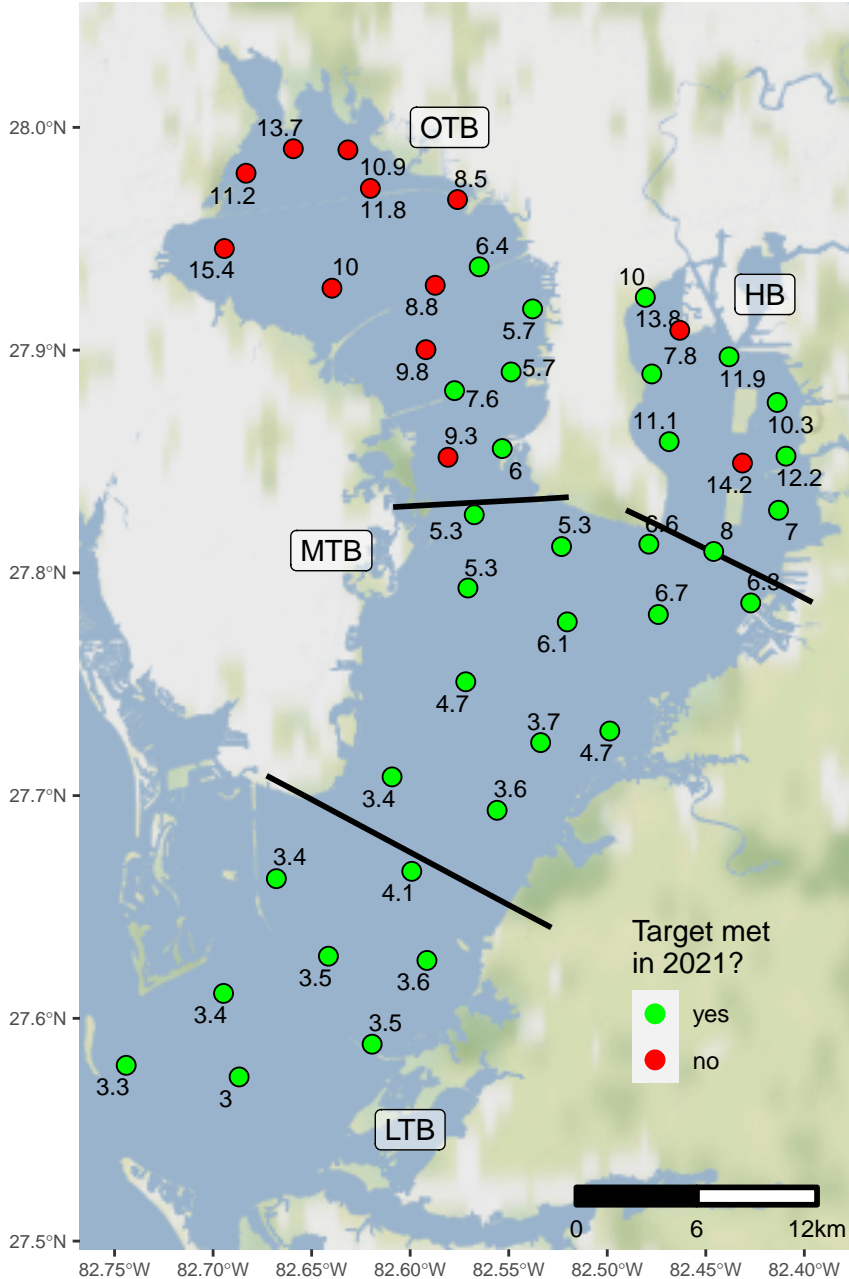 28.0°N
27.9°N
27.8°N
27.7°N
27.6°N
27.5°N
OTB
13.7
10.9
11.2
11.8
8.5
6.4
15.4
10
8.8
5.7
9.8
5.7
7.6
9.3
6
HB
10
13.8
7.8
11.9
10.3
11.1
14.2
12.2
7
MTB
5.3
5.3
6.6
8
5.3
6.3
6.7
6.1
4.7
3.7
4.7
3.4
3.6
3.4
4.1
3.5
3.6
3.4
3.5
3.3
3
LTB
Target met
in 2021?
yes
no
0 6 12km
82.75°W 82.70°W 82.65°W 82.60°W 82.55°W 82.50°W 82.45°W 82.40°W